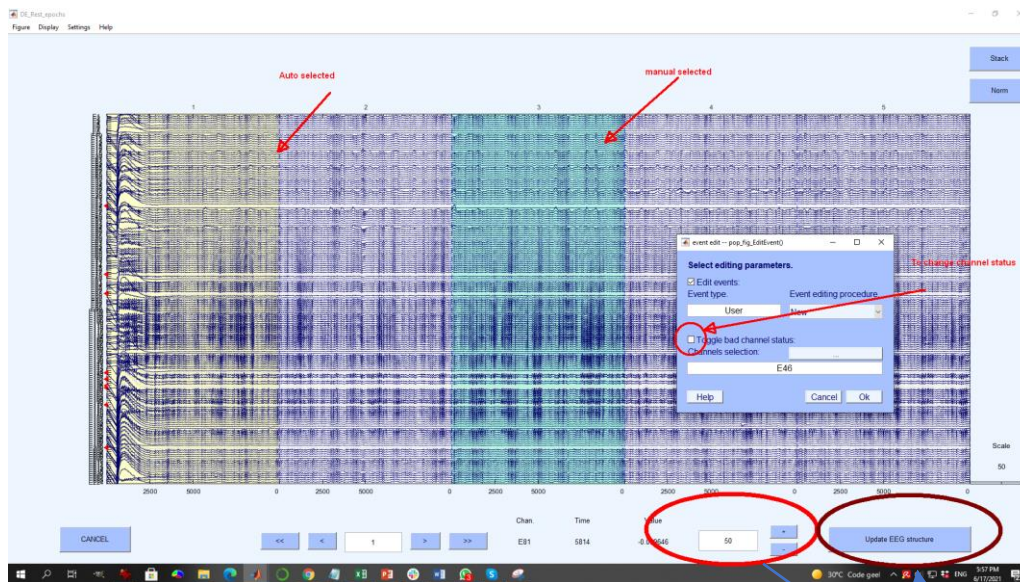 DE_Rest_epochs
Figure Display Settings Help
Stack
Norm
Auto selected
manual selected
1 2 3 4 5
event edit -- pop_fig_EditEvent()
Select editing parameters.
To change channel status
Edit events:
Event type. Event editing procedure
User New
Toggle bad channel status:
Channels selection: ...
E46
Help Cancel Ok
Scale
50
2500 5000 0 2500 5000 0 2500 5000 0 2500 5000 0 2500 5000 0
Chan. Time Value
CANCEL << < 1 > >> E81 5814 50 + - Update EEG structure
30°C Code geel ENG 5:57 PM
6/17/2021